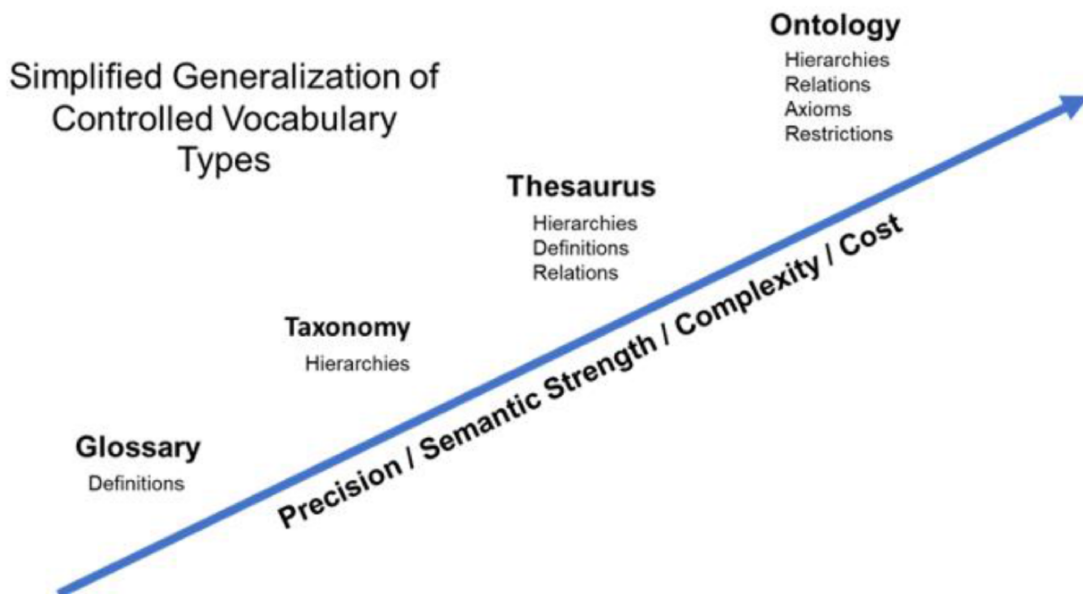 Simplified Generalization of
Controlled Vocabulary
Types
Ontology
Hierarchies
Relations
Axioms
Restrictions
Thesaurus
Hierarchies
Definitions
Relations
Taxonomy
Hierarchies
Glossary
Definitions
Precision / Semantic Strength / Complexity / Cost